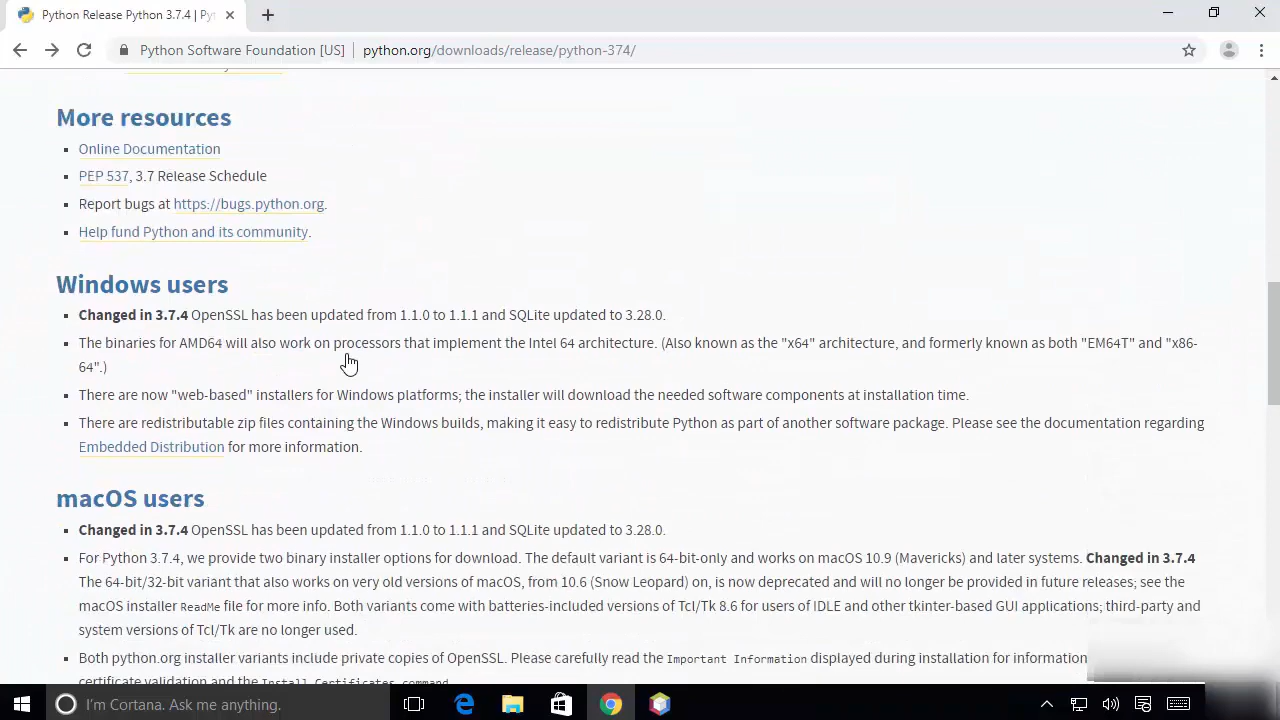 Python Release Python 3.7.4 | Pyt
Python Software Foundation [US] python.org/downloads/release/python-374/
More resources
Online Documentation
PEP 537, 3.7 Release Schedule
Report bugs at https://bugs.python.org.
Help fund Python and its community.
Windows users
Changed in 3.7.4 OpenSSL has been updated from 1.1.0 to 1.1.1 and SQLite updated to 3.28.0.
The binaries for AMD64 will also work on processors that implement the Intel 64 architecture. (Also known as the "x64" architecture, and formerly known as both "EM64T" and "x86-
64".)
There are now "web-based" installers for Windows platforms; the installer will download the needed software components at installation time.
There are redistributable zip files containing the Windows builds, making it easy to redistribute Python as part of another software package. Please see the documentation regarding
Embedded Distribution for more information.
macOS users
Changed in 3.7.4 OpenSSL has been updated from 1.1.0 to 1.1.1 and SQLite updated to 3.28.0.
For Python 3.7.4, we provide two binary installer options for download. The default variant is 64-bit-only and works on macOS 10.9 (Mavericks) and later systems. Changed in 3.7.4
The 64-bit/32-bit variant that also works on very old versions of macOS, from 10.6 (Snow Leopard) on, is now deprecated and will no longer be provided in future releases; see the
macOS installer ReadMe file for more info. Both variants come with batteries-included versions of Tcl/Tk 8.6 for users of IDLE and other tkinter-based GUI applications; third-party and
system versions of Tcl/Tk are no longer used.
Both python.org installer variants include private copies of OpenSSL. Please carefully read the Important Information displayed during installation for information
certificate validation and the Install Certificates command
I'm Cortana. Ask me anything.